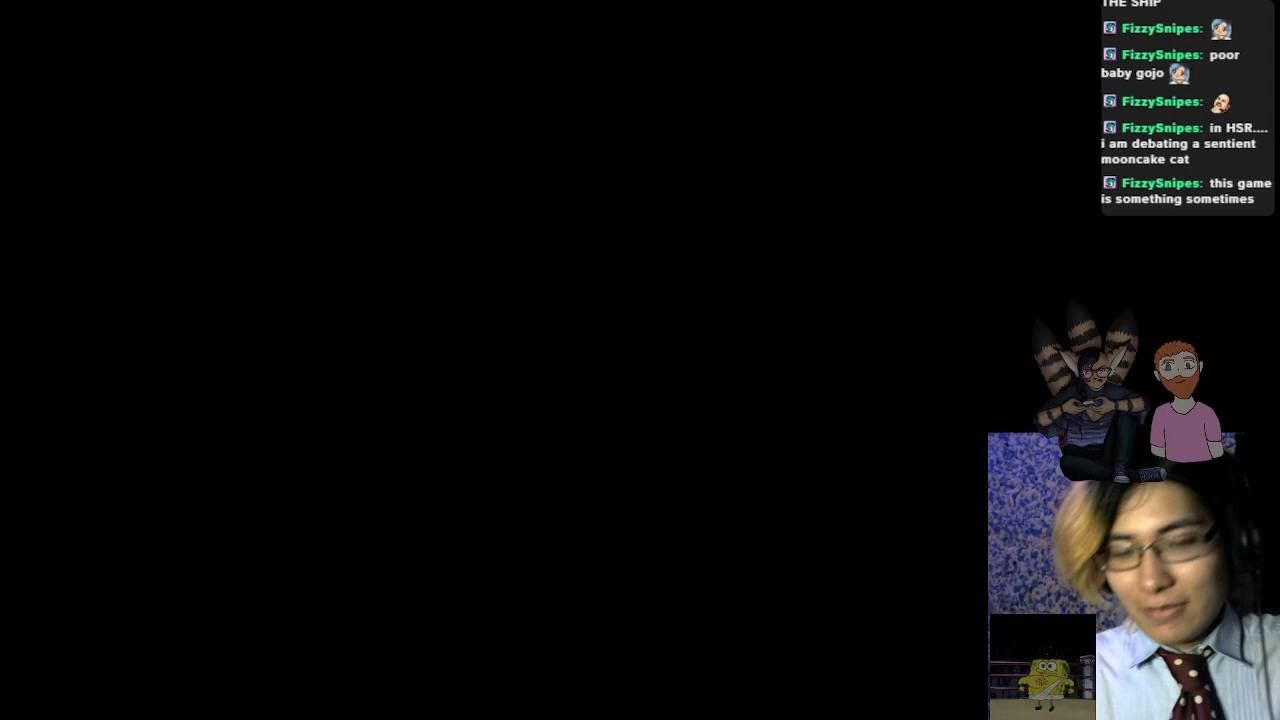 THE SHIP
FizzySnipes:
FizzySnipes: poor
baby gojo
FizzySnipes:
FizzySnipes: in HSR....
i am debating a sentient
mooncake cat
FizzySnipes: this game
is something sometimes